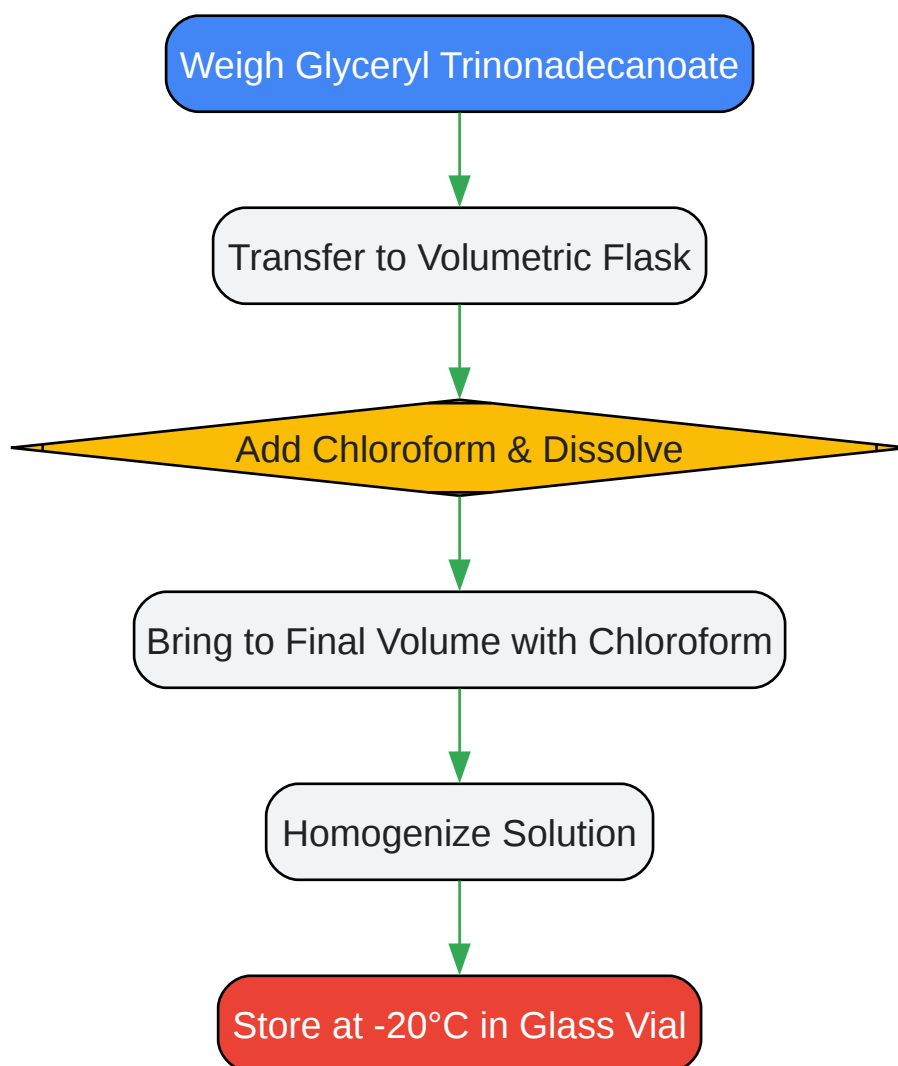 Weigh Glyceryl Trinonadecanoate
Transfer to Volumetric Flask
Add Chloroform & Dissolve
Bring to Final Volume with Chloroform
Homogenize Solution
Store at -20°C in Glass Vial